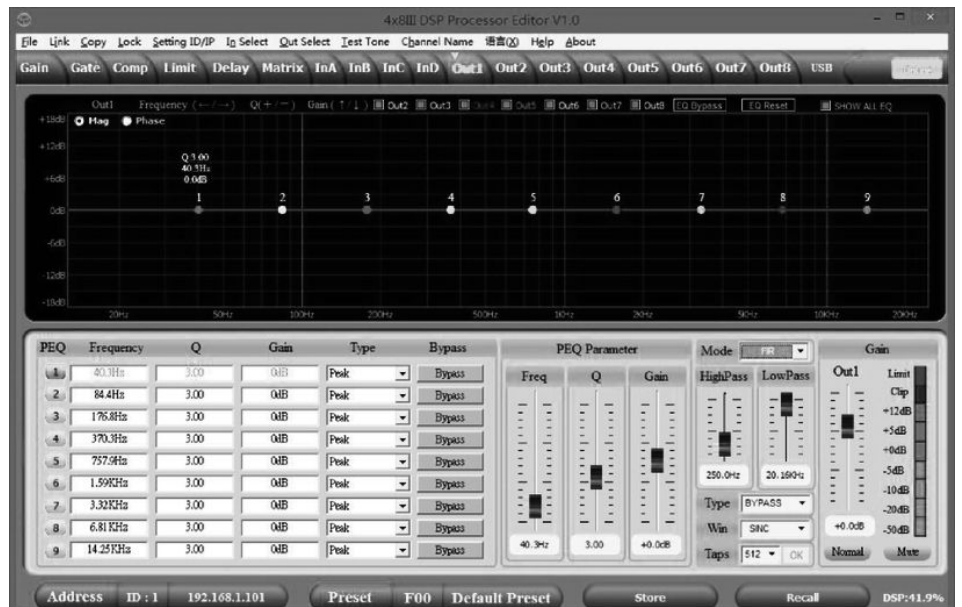 4x8III DSP Processor Editor V1.0
File Link Copy Lock Setting ID/IP In Select Out Select Test Tone Channel Name 语言(X) Help About
Gain Gate Comp Limit Delay Matrix InA InB InC InD Out1 Out2 Out3 Out4 Out5 Out6 Out7 Out8 USB
Out1 Frequency (←/→) Q(+/−) Gain(↑/↓) Out2 Out3 Out4 Out5 Out6 Out7 Out8 EQ Bypass EQ Reset SHOW ALL EQ
+18dB Mag Phase
+12dB
Q 3.00
40.3Hz
+6dB 0.0dB
1 2 3 4 5 6 7 8 9
0dB
-6dB
-12dB
-18dB
20Hz 50Hz 100Hz 200Hz 500Hz 1KHz 2KHz 5KHz 10KHz 20KHz
PEQ Frequency Q Gain Type Bypass
1 40.3Hz 3.00 0dB Peak Bypass
2 84.4Hz 3.00 0dB Peak Bypass
3 176.8Hz 3.00 0dB Peak Bypass
4 370.3Hz 3.00 0dB Peak Bypass
5 757.9Hz 3.00 0dB Peak Bypass
6 1.59KHz 3.00 0dB Peak Bypass
7 3.32KHz 3.00 0dB Peak Bypass
8 6.81KHz 3.00 0dB Peak Bypass
9 14.25KHz 3.00 0dB Peak Bypass
PEQ Parameter
Freq Q Gain
40.3Hz 3.00 +0.0dB
Mode FIR
HighPass LowPass
250.0Hz 20.16KHz
Type BYPASS
Win SINC
Taps 512 OK
Gain
Out1 Limit
Clip
+12dB
+5dB
+0dB
-5dB
-10dB
-20dB
+0.0dB -50dB
Normal Mute
Address ID : 1 192.168.1.101 Preset F00 Default Preset Store Recall DSP:41.9%